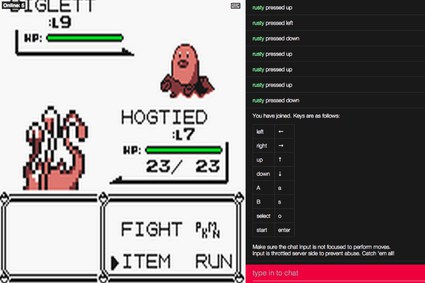 Online: 1
DIGLETT
:L9
HP:
HOGTIED
:L7
HP:
23/ 23
FIGHT PKMN
▶ITEM RUN
rusty pressed up
rusty pressed left
rusty pressed down
rusty pressed up
rusty pressed up
rusty pressed up
rusty pressed down
You have joined. Keys are as follows:
left ←
right →
up ↑
down ↓
A a
B s
select o
start enter
Make sure the chat input is not focused to perform moves.
Input is throttled server side to prevent abuse. Catch 'em all!
type in to chat